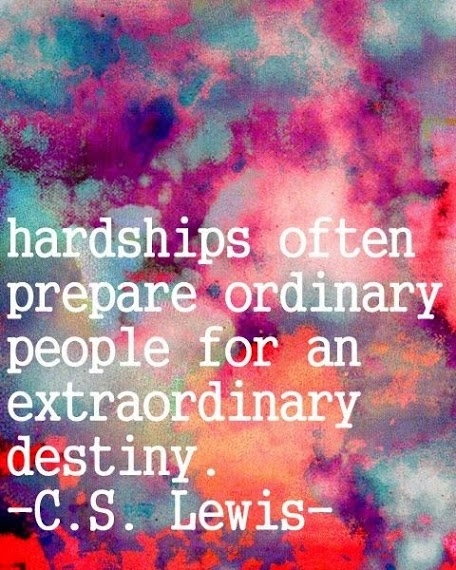 hardships often
prepare ordinary
people for an
extraordinary
destiny.
-C.S. Lewis-